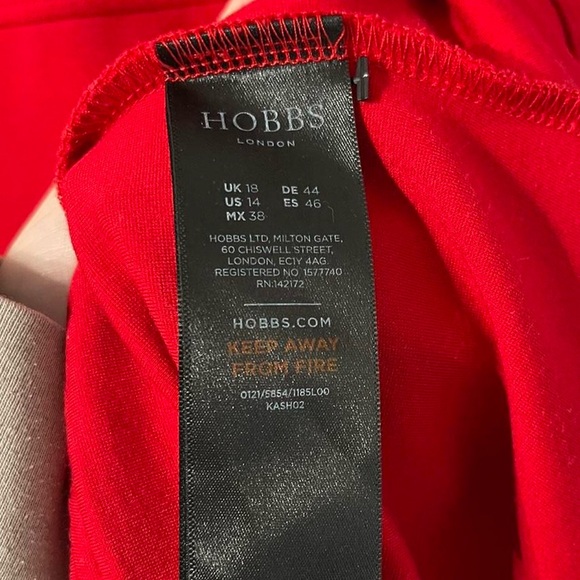 HOBBS
LONDON
UK 18 DE 44
US 14 ES 46
MX 38
HOBBS LTD, MILTON GATE,
60 CHISWELL STREET,
LONDON, EC1Y 4AG.
REGISTERED NO 1577740
RN:142172
HOBBS.COM
KEEP AWAY
FROM FIRE
0121/5854/1185L00
KASH02